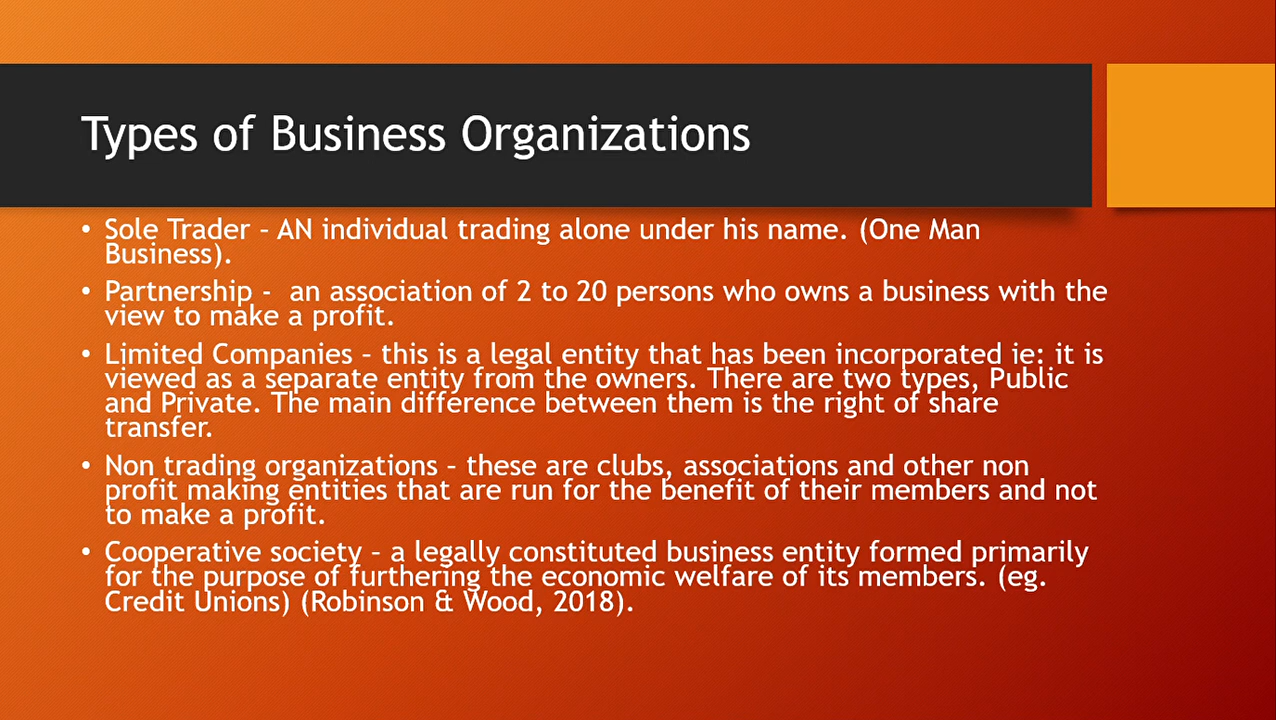 Types of Business Organizations
• Sole Trader – AN individual trading alone under his name. (One Man
Business).
• Partnership -  an association of 2 to 20 persons who owns a business with the
view to make a profit.
• Limited Companies – this is a legal entity that has been incorporated ie: it is
viewed as a separate entity from the owners. There are two types, Public
and Private. The main difference between them is the right of share
transfer.
• Non trading organizations – these are clubs, associations and other non
profit making entities that are run for the benefit of their members and not
to make a profit.
• Cooperative society – a legally constituted business entity formed primarily
for the purpose of furthering the economic welfare of its members. (eg.
Credit Unions) (Robinson & Wood, 2018).